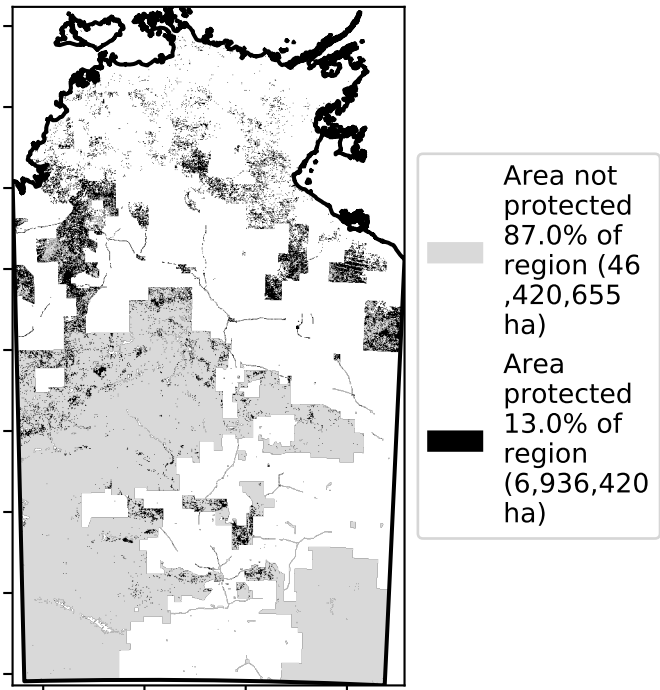 Area not
protected
87.0% of
region (46
,420,655
ha)
Area
protected
13.0% of
region
(6,936,420
ha)